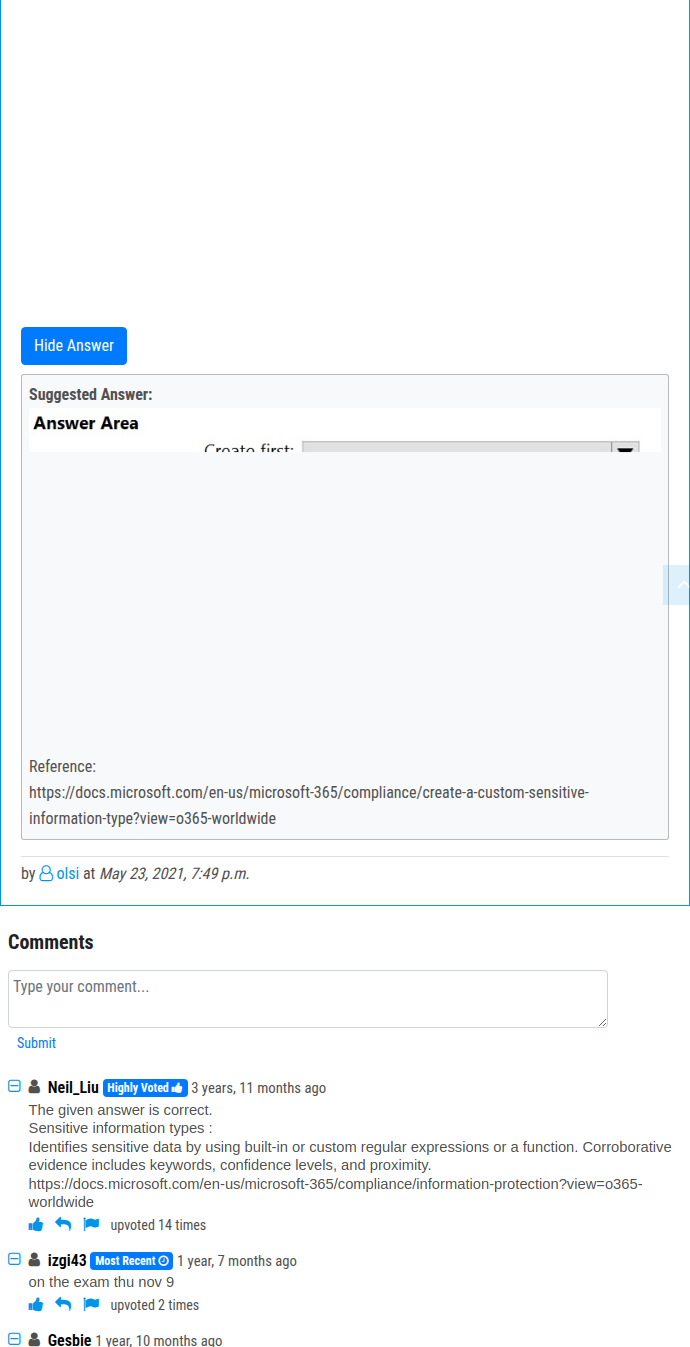 Hide Answer
Suggested Answer:
Answer Area
Create first:
Reference:
https://docs.microsoft.com/en-us/microsoft-365/compliance/create-a-custom-sensitive-
information-type?view=o365-worldwide
by olsi at May 23, 2021, 7:49 p.m.
Comments
Type your comment...
Submit
Neil_Liu Highly Voted 3 years, 11 months ago
The given answer is correct.
Sensitive information types :
Identifies sensitive data by using built-in or custom regular expressions or a function. Corroborative
evidence includes keywords, confidence levels, and proximity.
https://docs.microsoft.com/en-us/microsoft-365/compliance/information-protection?view=o365-
worldwide
upvoted 14 times
izgi43 Most Recent 1 year, 7 months ago
on the exam thu nov 9
upvoted 2 times
Gesbie 1 year, 10 months ago